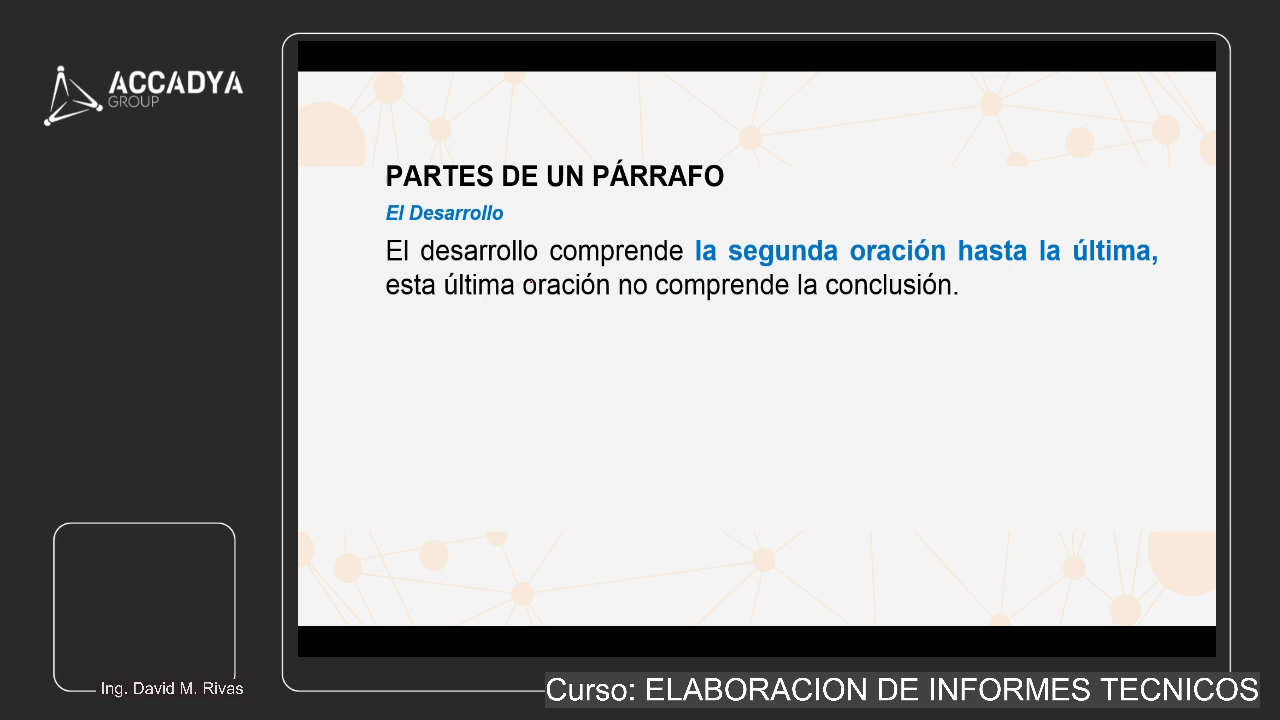 ACCADYA
GROUP
PARTES DE UN PÁRRAFO
El Desarrollo
El desarrollo comprende la segunda oración hasta la última,
esta última oración no comprende la conclusión.
Ing. David M. Rivas
Curso: ELABORACION DE INFORMES TECNICOS